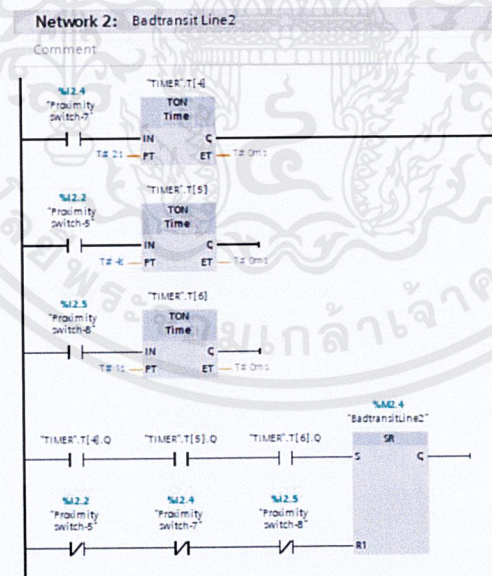 Network 2: Badtransit Line2
Comment
%I2.4
"Proximity
switch-7"
"TIMER".T[4]
TON
Time
IN
Q
T# 2s
PT
ET
T# 0ms
%I2.2
"Proximity
switch-5"
"TIMER".T[5]
TON
Time
IN
Q
PT
ET
T# 0ms
%I2.5
"Proximity
switch-8"
"TIMER".T[6]
TON
Time
IN
Q
T# 1s
PT
ET
T# 0ms
%M2.4
"BadtransitLine2"
SR
"TIMER".T[4].Q
"TIMER".T[5].Q
"TIMER".T[6].Q
S
Q
%I2.2
"Proximity
switch-5"
%I2.4
"Proximity
switch-7"
%I2.5
"Proximity
switch-8"
R1